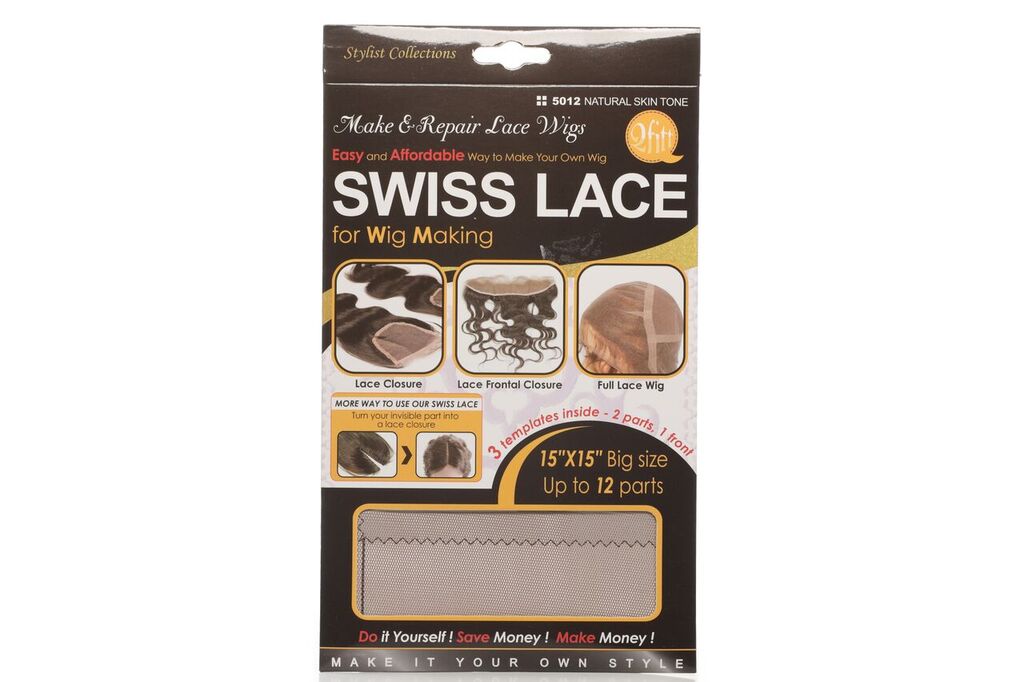 Stylist Collections
5012 NATURAL SKIN TONE
Make & Repair Lace Wigs
Qfitt
Easy and Affordable Way to Make Your Own Wig
SWISS LACE
for Wig Making
Lace Closure
Lace Frontal Closure
Full Lace Wig
MORE WAY TO USE OUR SWISS LACE
Turn your invisible part into
a lace closure
3 templates inside - 2 parts, 1 front
15"X15" Big size
Up to 12 parts
Do it Yourself ! Save Money ! Make Money !
MAKE IT YOUR OWN STYLE